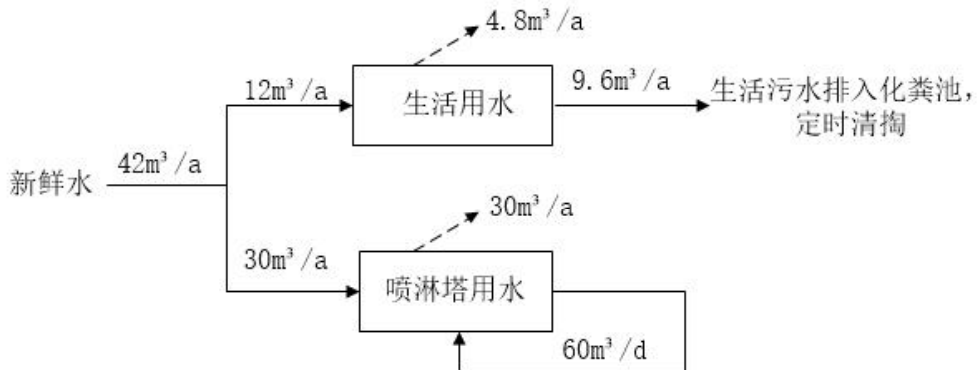 4.8m³/a
12m³/a
生活用水
9.6m³/a
生活污水排入化粪池，
定时清掏
新鲜水
42m³/a
30m³/a
30m³/a
喷淋塔用水
60m³/d